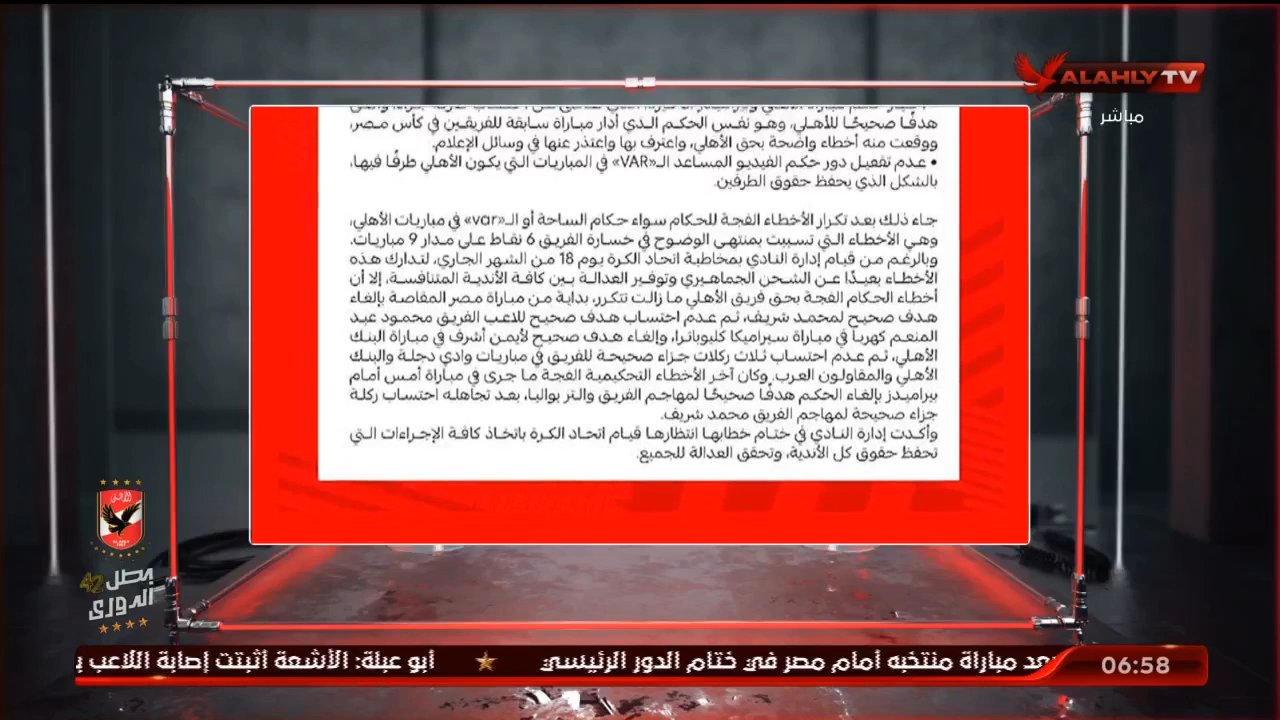 ALAHLY TV
مباشر
هدفًا صحيحًا للأهلي، وهو نفس الحكم الذي أدار مباراة سابقة للفريقين في كأس مصر،
ووقعت منه أخطاء واضحة بحق الأهلي، واعترف بها واعتذر عنها في وسائل الإعلام.
• عدم تفعيل دور حكم الفيديو المساعد الـ«VAR» في المباريات التي يكون الأهلي طرفًا فيها،
بالشكل الذي يحفظ حقوق الطرفين.
جاء ذلك بعد تكرار الأخطاء الفجة للحكام سواء حكام الساحة أو الـ«var» في مباريات الأهلي،
وهي الأخطاء التي تسببت بمنتهى الوضوح في خسارة الفريق 6 نقاط على مدار 9 مباريات.
وبالرغم من قيام إدارة النادي بمخاطبة اتحاد الكرة يوم 18 من الشهر الجاري، لتدارك هذه
الأخطاء بعيدًا عن الشحن الجماهيري وتوفير العدالة بين كافة الأندية المتنافسة، إلا أن
أخطاء الحكام الفجة بحق فريق الأهلي ما زالت تتكرر، بداية من مباراة مصر المقاصة بإلغاء
هدف صحيح لمحمد شريف، ثم عدم احتساب هدف صحيح للاعب الفريق محمود عبد
المنعم كهربا في مباراة سيراميكا كليوباترا، وإلغاء هدف صحيح لأيمن أشرف في مباراة البنك
الأهلي، ثم عدم احتساب ثلاث ركلات جزاء صحيحة للفريق في مباريات وادي دجلة والبنك
الأهلي والمقاولون العرب، وكان آخر الأخطاء التحكيمية الفجة ما جرى في مباراة أمس أمام
بيراميدز بإلغاء الحكم هدفًا صحيحًا لمهاجم الفريق والتر بواليا، بعد تجاهله احتساب ركلة
جزاء صحيحة لمهاجم الفريق محمد شريف.
وأكدت إدارة النادي في ختام خطابها انتظارها قيام اتحاد الكرة باتخاذ كافة الإجراءات التي
تحفظ حقوق كل الأندية، وتحقق العدالة للجميع.
الأهلي
ALAHLY
1907
بطل 42
الدوري
بعد مباراة منتخبه أمام مصر في ختام الدور الرئيسي ★ أبو عبلة: الأشعة أثبتت إصابة اللاعب
06:58